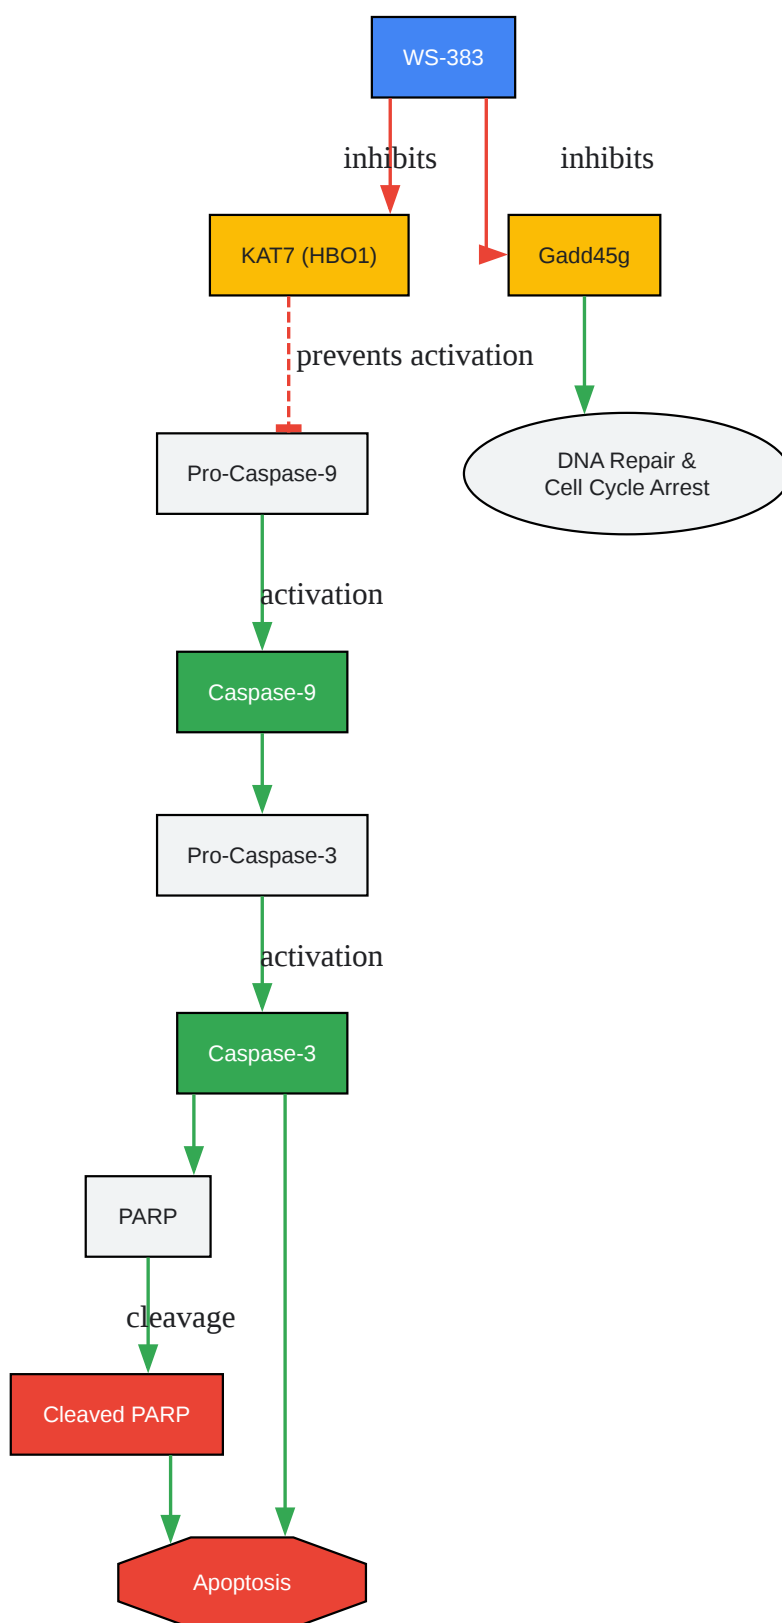 WS-383
inhibits
inhibits
KAT7 (HBO1)
Gadd45g
prevents activation
Pro-Caspase-9
DNA Repair &
Cell Cycle Arrest
activation
Caspase-9
Pro-Caspase-3
activation
Caspase-3
PARP
cleavage
Cleaved PARP
Apoptosis